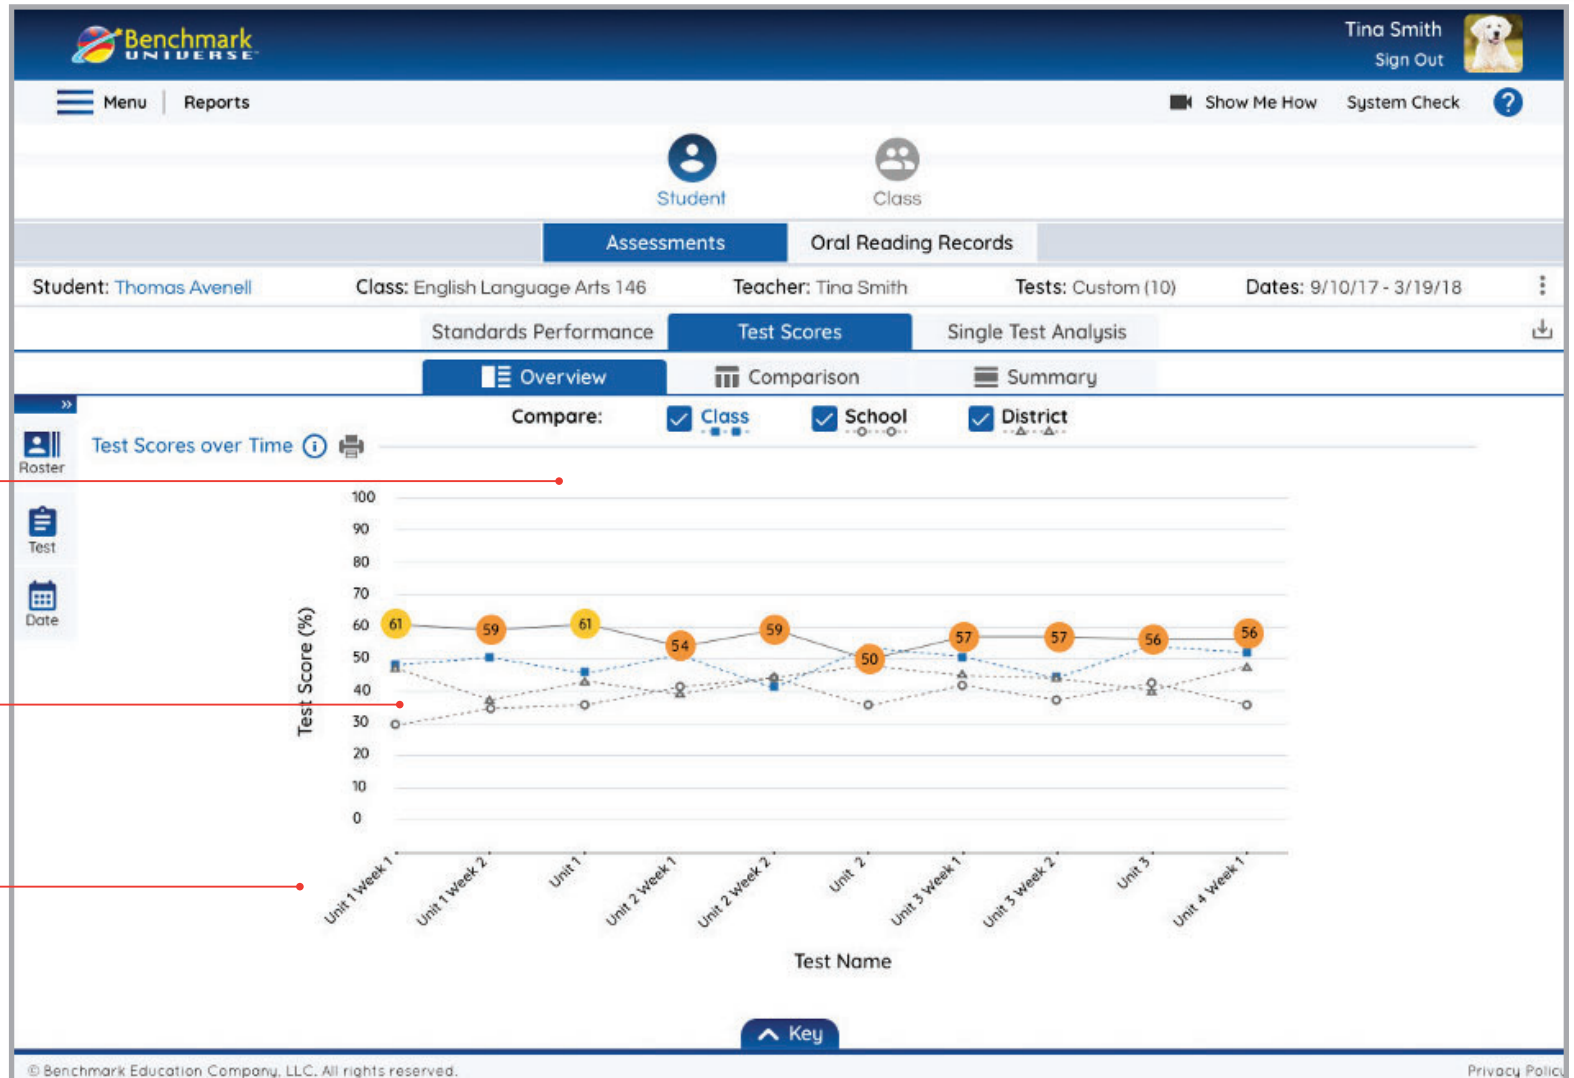 Benchmark
UNIVERSE
Tina Smith
Sign Out
Menu | Reports
Show Me How System Check ?
Student Class
Assessments Oral Reading Records
Student: Thomas Avenell Class: English Language Arts 146 Teacher: Tina Smith Tests: Custom (10) Dates: 9/10/17 - 3/19/18
Standards Performance Test Scores Single Test Analysis
Overview Comparison Summary
»
Compare: Class School District
Roster
Test Scores over Time i
Test
Date
Test Score (%)
100
90
80
70
60
50
40
30
20
10
0
61 59 61 54 59 50 57 57 56 56
Unit 1 Week 1
Unit 1 Week 2
Unit 1
Unit 2 Week 1
Unit 2 Week 2
Unit 2
Unit 3 Week 1
Unit 3 Week 2
Unit 3
Unit 4 Week 1
Test Name
Key
© Benchmark Education Company, LLC. All rights reserved. Privacy Policy